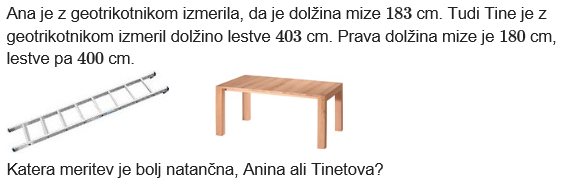 Ana je z geotrikotnikom izmerila, da je dolžina mize 183 cm. Tudi Tine je z
geotrikotnikom izmeril dolžino lestve 403 cm. Prava dolžina mize je 180 cm,
lestve pa 400 cm.
Katera meritev je bolj natančna, Anina ali Tinetova?